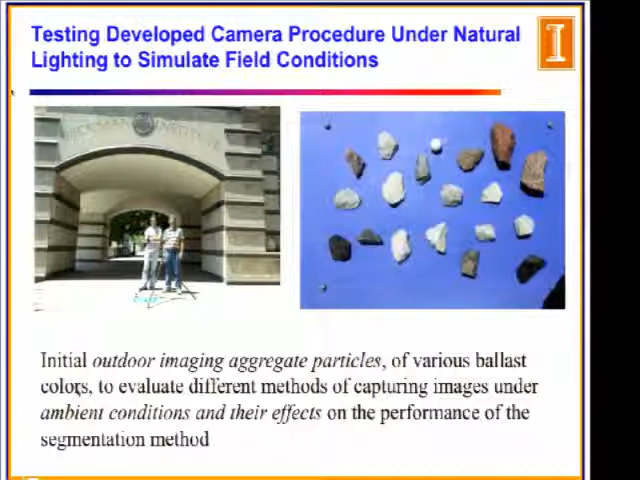 Testing Developed Camera Procedure Under Natural
Lighting to Simulate Field Conditions
I
Initial outdoor imaging aggregate particles, of various ballast
colors, to evaluate different methods of capturing images under
ambient conditions and their effects on the performance of the
segmentation method